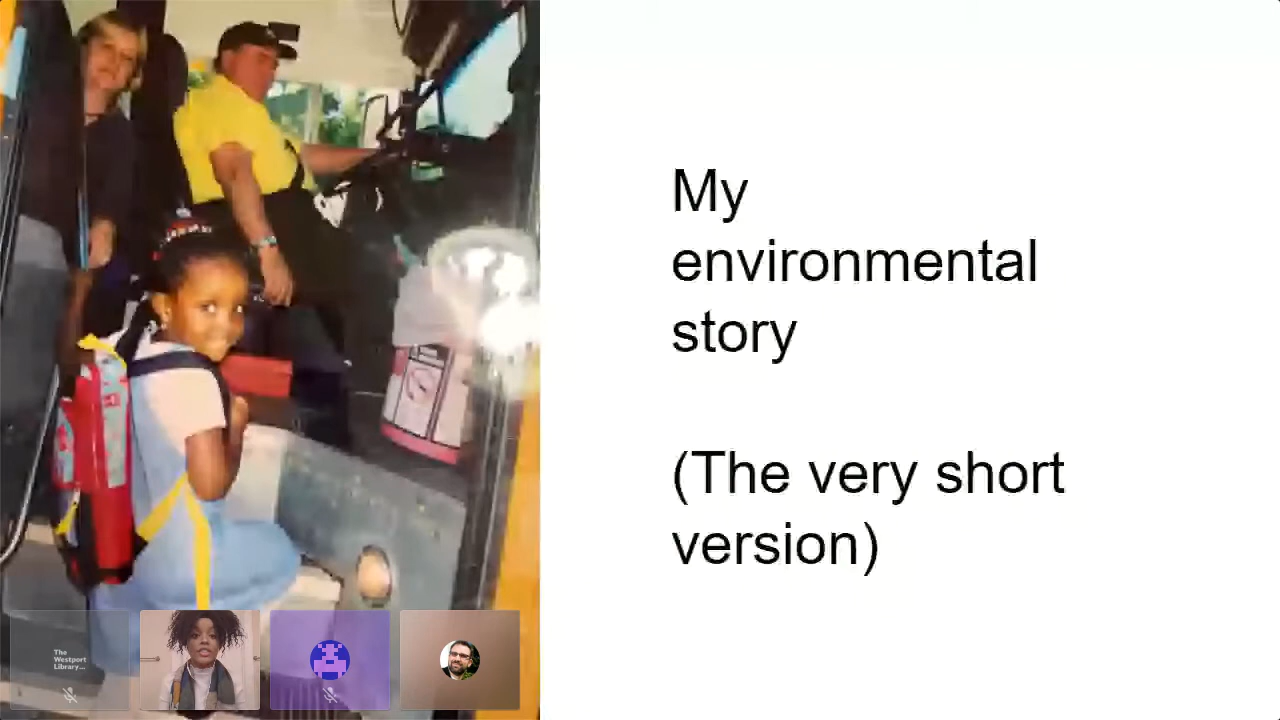 My
environmental
story
(The very short
version)
The
Westport
Library...